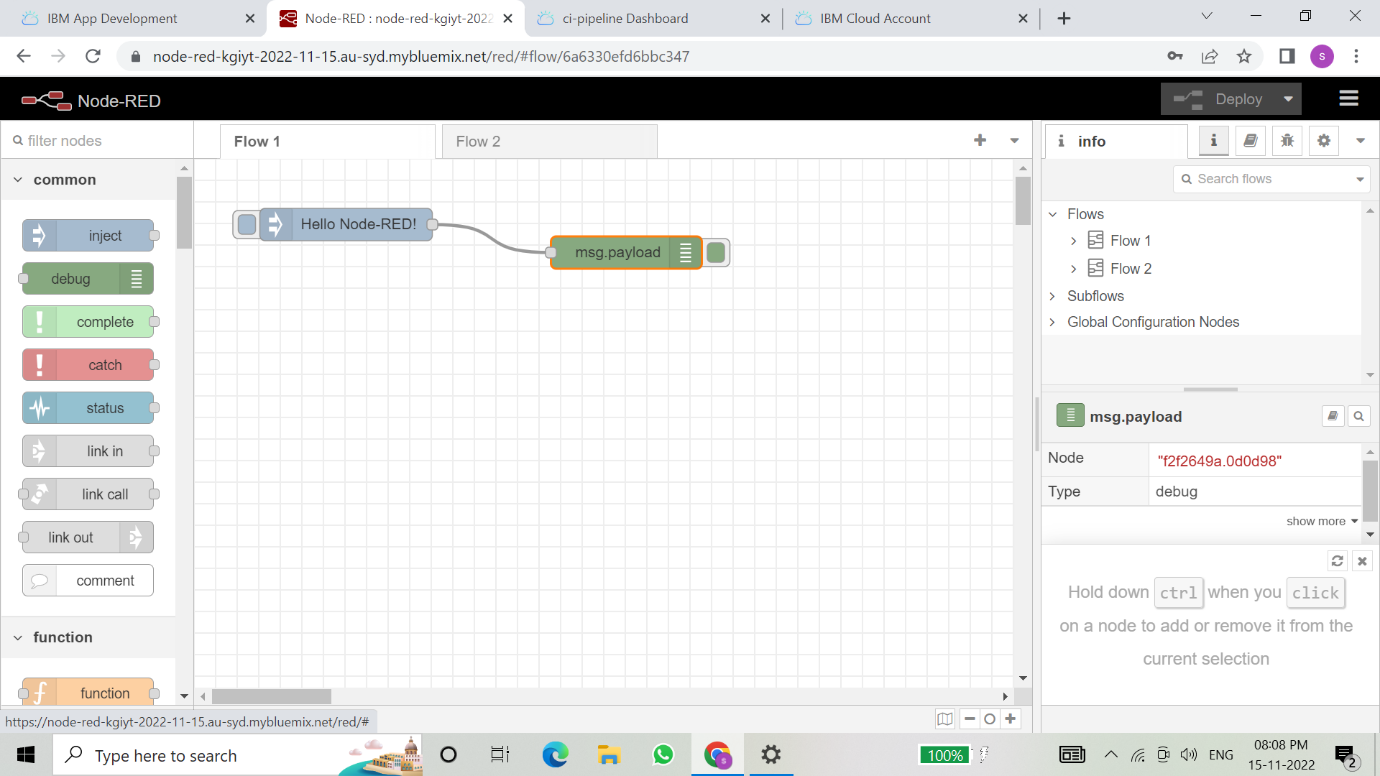 IBM App Development
Node-RED : node-red-kgiyt-2022
ci-pipeline Dashboard
IBM Cloud Account
node-red-kgiyt-2022-11-15.au-syd.mybluemix.net/red/#flow/6a6330efd6bbc347
s
Node-RED
Deploy
filter nodes
Flow 1
Flow 2
info
common
Search flows
inject
debug
complete
catch
status
link in
link call
link out
comment
function
function
Hello Node-RED!
msg.payload
Flows
Flow 1
Flow 2
Subflows
Global Configuration Nodes
msg.payload
Node "f2f2649a.0d0d98"
Type debug
show more
Hold down ctrl when you click
on a node to add or remove it from the
current selection
https://node-red-kgiyt-2022-11-15.au-syd.mybluemix.net/red/#
Type here to search
s
100%
ENG
08:08 PM
15-11-2022
2